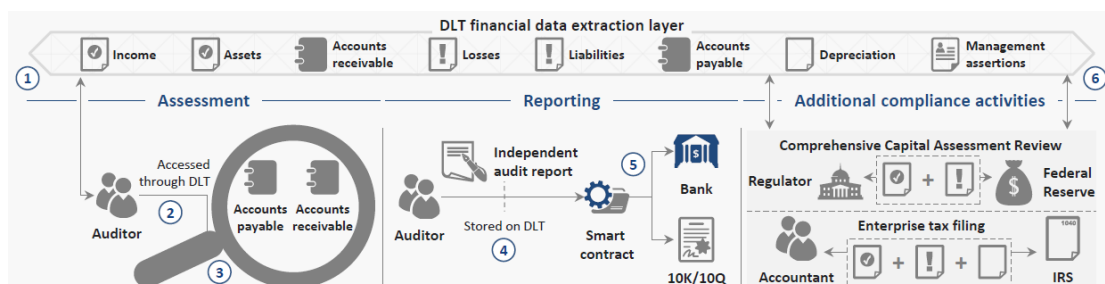 DLT financial data extraction layer
Income
Assets
Accounts
receivable
Losses
Liabilities
Accounts
payable
Depreciation
Management
assertions
1
6
Assessment
Reporting
Additional compliance activities
Accessed
through DLT
2
Auditor
Accounts
payable
Accounts
receivable
3
Independent
audit report
Auditor
Stored on DLT
4
Smart
contract
5
$
Bank
10K/10Q
Comprehensive Capital Assessment Review
Regulator
+
$
Federal
Reserve
Enterprise tax filing
Accountant
+
+
1040
IRS